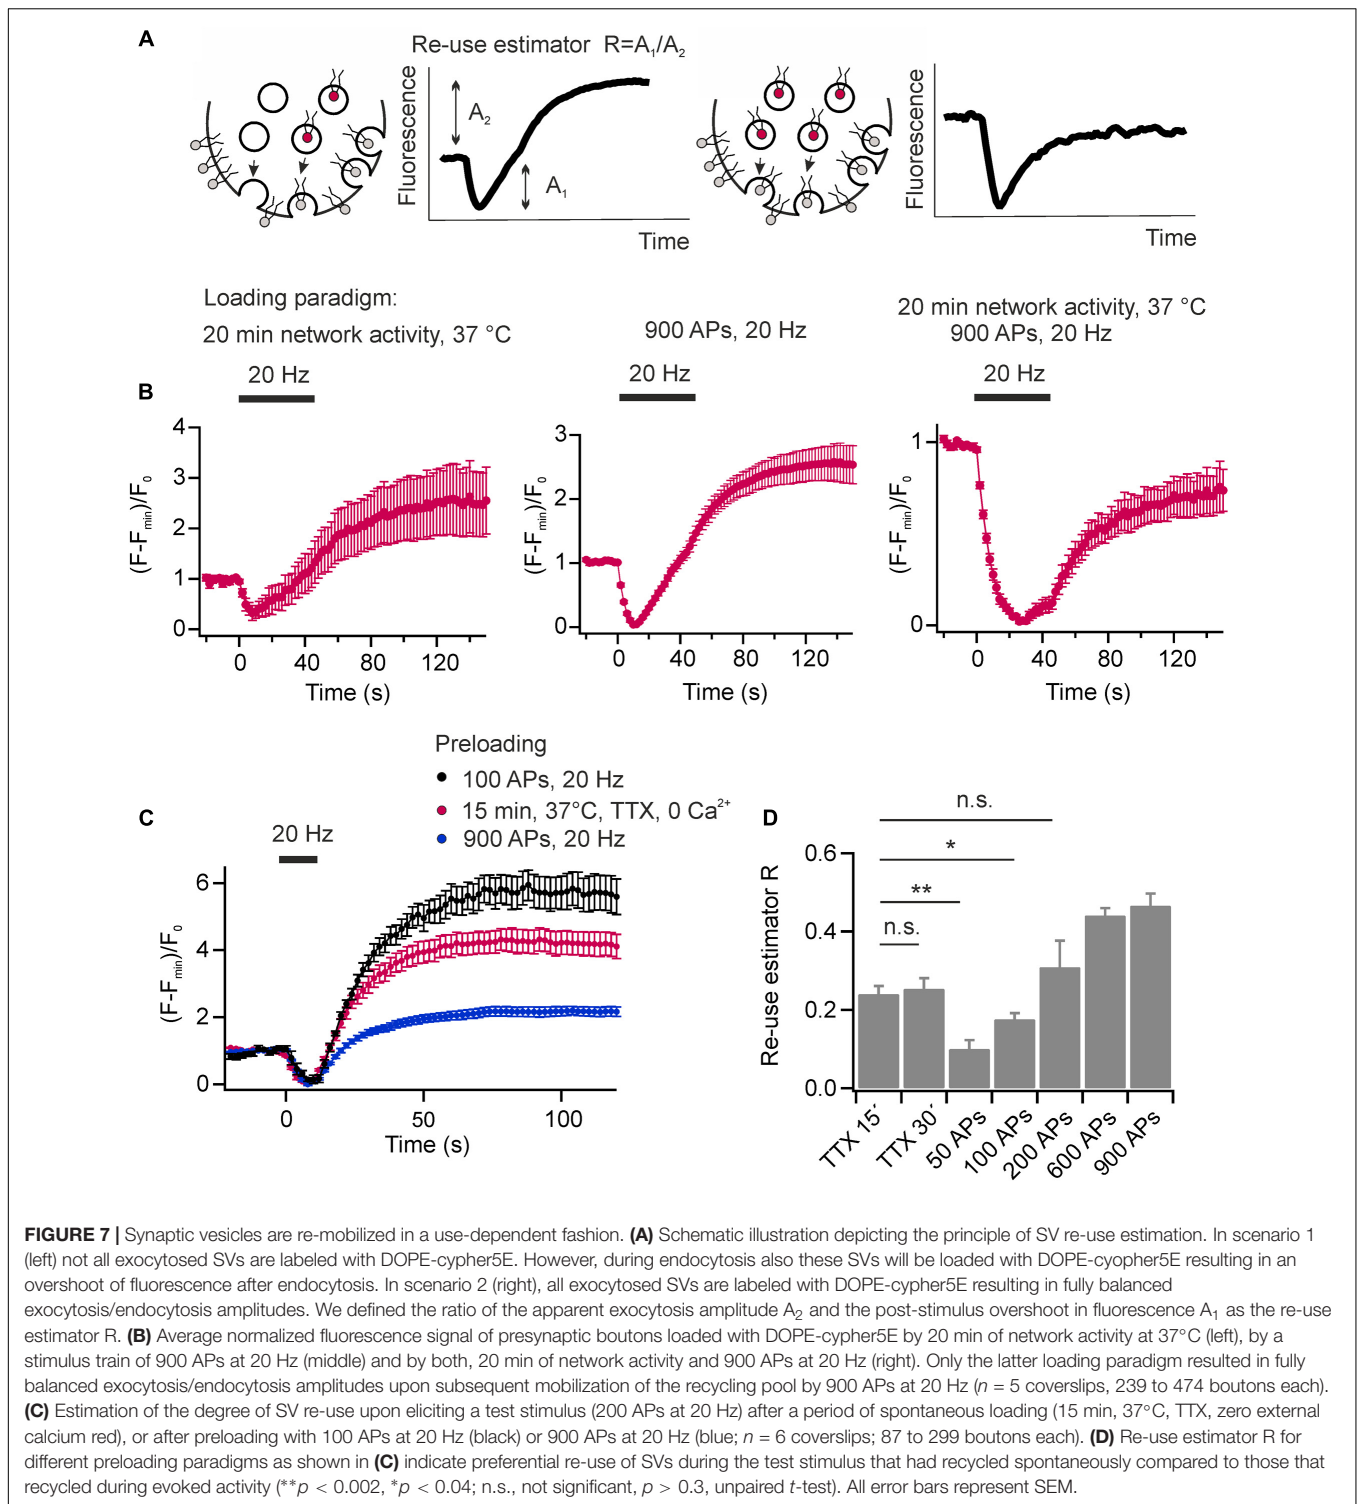 A
Re-use estimator R=A₁/A₂
Fluorescence
A₂
A₁
Time
Fluorescence
Time
Loading paradigm:
20 min network activity, 37 °C
900 APs, 20 Hz
20 min network activity, 37 °C
900 APs, 20 Hz
B
20 Hz
20 Hz
20 Hz
(F-Fmin)/F₀
4
3
2
1
0
0 40 80 120
Time (s)
(F-Fmin)/F₀
3
2
1
0
0 40 80 120
Time (s)
(F-Fmin)/F₀
1
0
0 40 80 120
Time (s)
C
Preloading
100 APs, 20 Hz
15 min, 37°C, TTX, 0 Ca²⁺
900 APs, 20 Hz
20 Hz
(F-Fmin)/F₀
6
4
2
0
0 50 100
Time (s)
D
n.s.
*
**
n.s.
Re-use estimator R
0.6
0.4
0.2
0.0
TTX 15´
TTX 30´
50 APs
100 APs
200 APs
600 APs
900 APs
FIGURE 7 | Synaptic vesicles are re-mobilized in a use-dependent fashion. (A) Schematic illustration depicting the principle of SV re-use estimation. In scenario 1
(left) not all exocytosed SVs are labeled with DOPE-cypher5E. However, during endocytosis also these SVs will be loaded with DOPE-cyopher5E resulting in an
overshoot of fluorescence after endocytosis. In scenario 2 (right), all exocytosed SVs are labeled with DOPE-cypher5E resulting in fully balanced
exocytosis/endocytosis amplitudes. We defined the ratio of the apparent exocytosis amplitude A₂ and the post-stimulus overshoot in fluorescence A₁ as the re-use
estimator R. (B) Average normalized fluorescence signal of presynaptic boutons loaded with DOPE-cypher5E by 20 min of network activity at 37°C (left), by a
stimulus train of 900 APs at 20 Hz (middle) and by both, 20 min of network activity and 900 APs at 20 Hz (right). Only the latter loading paradigm resulted in fully
balanced exocytosis/endocytosis amplitudes upon subsequent mobilization of the recycling pool by 900 APs at 20 Hz (n = 5 coverslips, 239 to 474 boutons each).
(C) Estimation of the degree of SV re-use upon eliciting a test stimulus (200 APs at 20 Hz) after a period of spontaneous loading (15 min, 37°C, TTX, zero external
calcium red), or after preloading with 100 APs at 20 Hz (black) or 900 APs at 20 Hz (blue; n = 6 coverslips; 87 to 299 boutons each). (D) Re-use estimator R for
different preloading paradigms as shown in (C) indicate preferential re-use of SVs during the test stimulus that had recycled spontaneously compared to those that
recycled during evoked activity (**p < 0.002, *p < 0.04; n.s., not significant, p > 0.3, unpaired t-test). All error bars represent SEM.